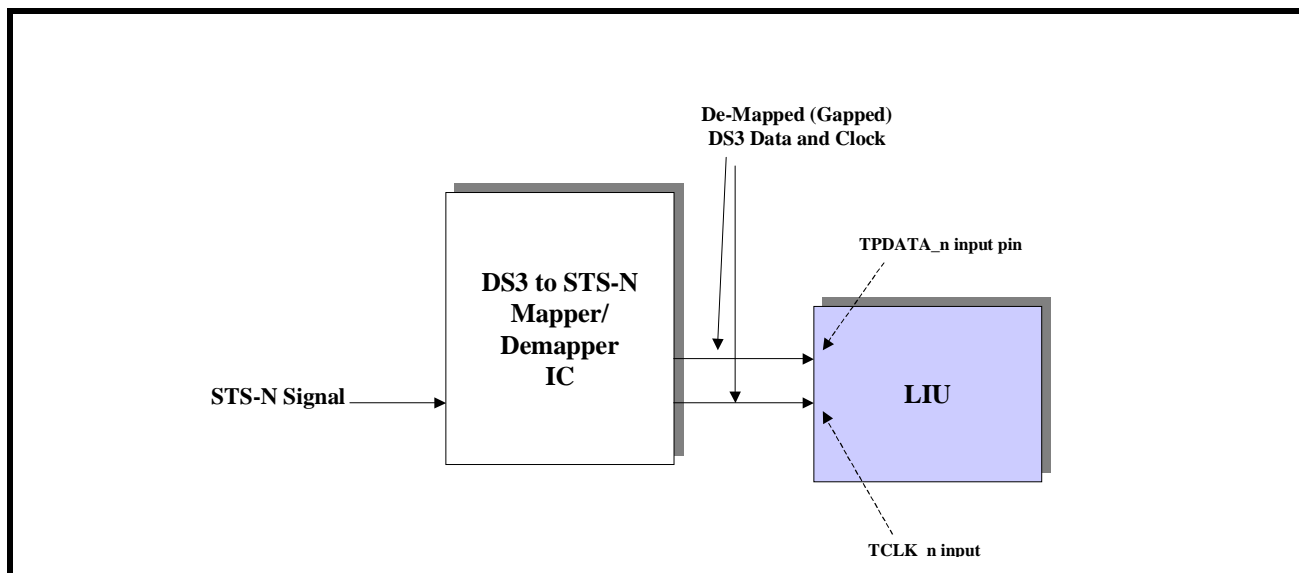 De-Mapped (Gapped)
DS3 Data and Clock
TPDATA_n input pin
DS3 to STS-N
Mapper/
Demapper
IC
STS-N Signal
LIU
TCLK_n input